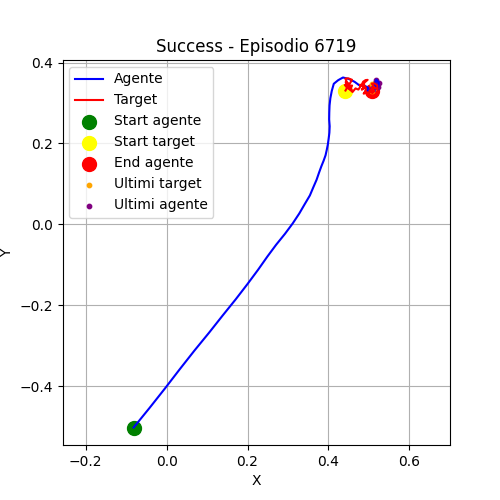 Success - Episodio 6719
Agente
Target
Start agente
Start target
End agente
Ultimi target
Ultimi agente
0.4
0.2
0.0
−0.2
−0.4
Y
−0.2
0.0
0.2
0.4
0.6
X